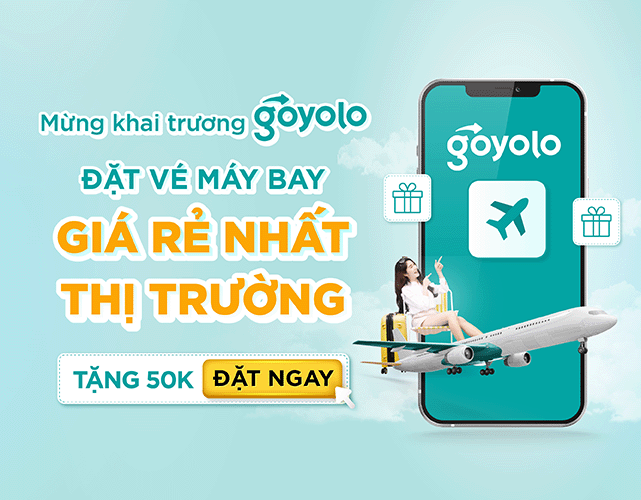 Mừng khai trương goyolo
ĐẶT VÉ MÁY BAY
GIÁ RẺ NHẤT
THỊ TRƯỜNG
TẶNG 50K ĐẶT NGAY
goyolo